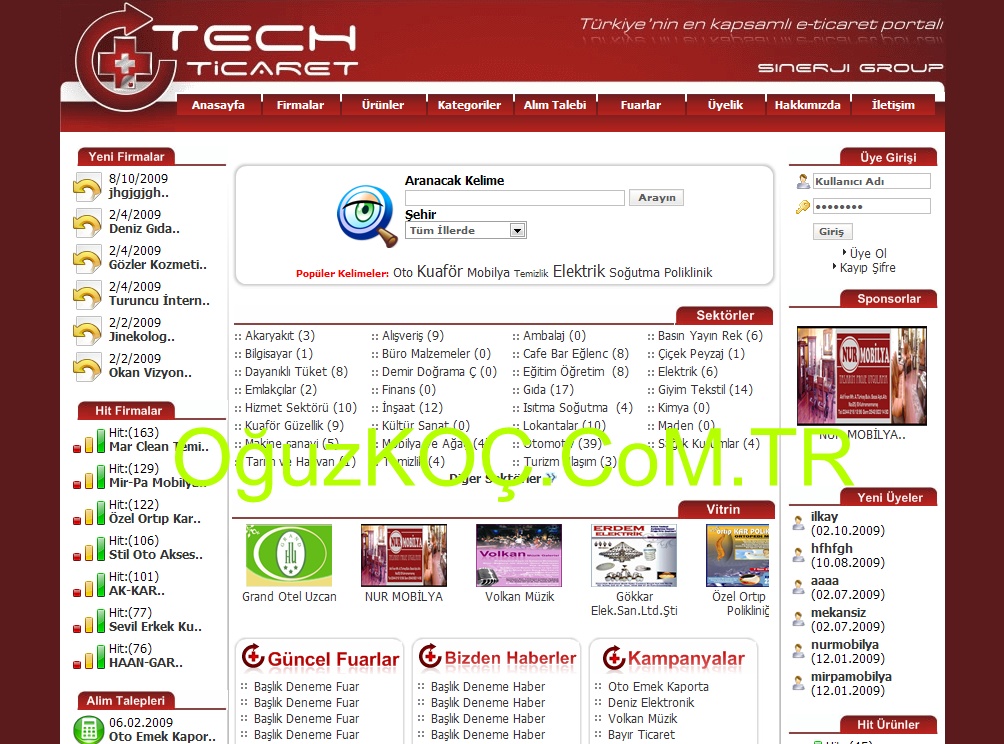 TECH
TiCARET
Türkiye'nin en kapsamlı e-ticaret portalı
SINERJI GROUP
Anasayfa Firmalar Ürünler Kategoriler Alım Talebi Fuarlar Üyelik Hakkımızda İletişim
Yeni Firmalar
8/10/2009
jhgjgjgh..
2/4/2009
Deniz Gıda..
2/4/2009
Gözler Kozmeti..
2/4/2009
Turuncu İntern..
2/2/2009
Jinekolog..
2/2/2009
Okan Vizyon..
Hit Firmalar
Hit:(163)
Mar Clean Temi..
Hit:(129)
Mir-Pa Mobilya..
Hit:(122)
Özel Ortıp Kar..
Hit:(106)
Stil Oto Akses..
Hit:(101)
AK-KAR..
Hit:(77)
Sevil Erkek Ku..
Hit:(76)
HAAN-GAR..
Alim Talepleri
06.02.2009
Oto Emek Kapor..
Aranacak Kelime
Arayın
Şehir
Tüm İllerde
Popüler Kelimeler: Oto Kuaför Mobilya Temizlik Elektrik Soğutma Poliklinik
Sektörler
:: Akaryakıt (3) :: Alışveriş (9) :: Ambalaj (0) :: Basın Yayın Rek (6)
:: Bilgisayar (1) :: Büro Malzemeler (0) :: Cafe Bar Eğlenc (8) :: Çiçek Peyzaj (1)
:: Dayanıklı Tüket (8) :: Demir Doğrama Ç (0) :: Eğitim Öğretim (8) :: Elektrik (6)
:: Emlakçılar (2) :: Finans (0) :: Gıda (17) :: Giyim Tekstil (14)
:: Hizmet Sektörü (10) :: İnşaat (12) :: Isıtma Soğutma (4) :: Kimya (0)
:: Kuaför Güzellik (9) :: Kültür Sanat (0) :: Lokantalar (10) :: Maden (0)
:: Makine sanayi (5) :: Mobilya ve Ağaç (4) :: Otomotiv (39) :: Sağlık Kurumlar (4)
:: Tarım ve Hayvan (1) :: Temizlik (4) :: Turizm Ulaşım (3)
Diğer Sektörler
OğuzKOÇ.CoM.TR
Vitrin
Grand Otel Uzcan
NUR MOBİLYA
NUR MOBİLYA
Volkan
Volkan Müzik
ERDEM
ELEKTRİK
Gökkar
Elek.San.Ltd.Şti
Özel Ortıp
Polikliniğ
Güncel Fuarlar
:: Başlık Deneme Fuar
:: Başlık Deneme Fuar
:: Başlık Deneme Fuar
:: Başlık Deneme Fuar
Bizden Haberler
:: Başlık Deneme Haber
:: Başlık Deneme Haber
:: Başlık Deneme Haber
:: Başlık Deneme Haber
Kampanyalar
:: Oto Emek Kaporta
:: Deniz Elektronik
:: Volkan Müzik
:: Bayır Ticaret
Üye Girişi
Kullanıcı Adı
••••••••
Giriş
Üye Ol
Kayıp Şifre
Sponsorlar
NUR MOBİLYA
NUR MOBİLYA..
Yeni Üyeler
ilkay
(02.10.2009)
hfhfgh
(10.08.2009)
aaaa
(02.07.2009)
mekansiz
(02.07.2009)
nurmobilya
(12.01.2009)
mirpamobilya
(12.01.2009)
Hit Ürünler